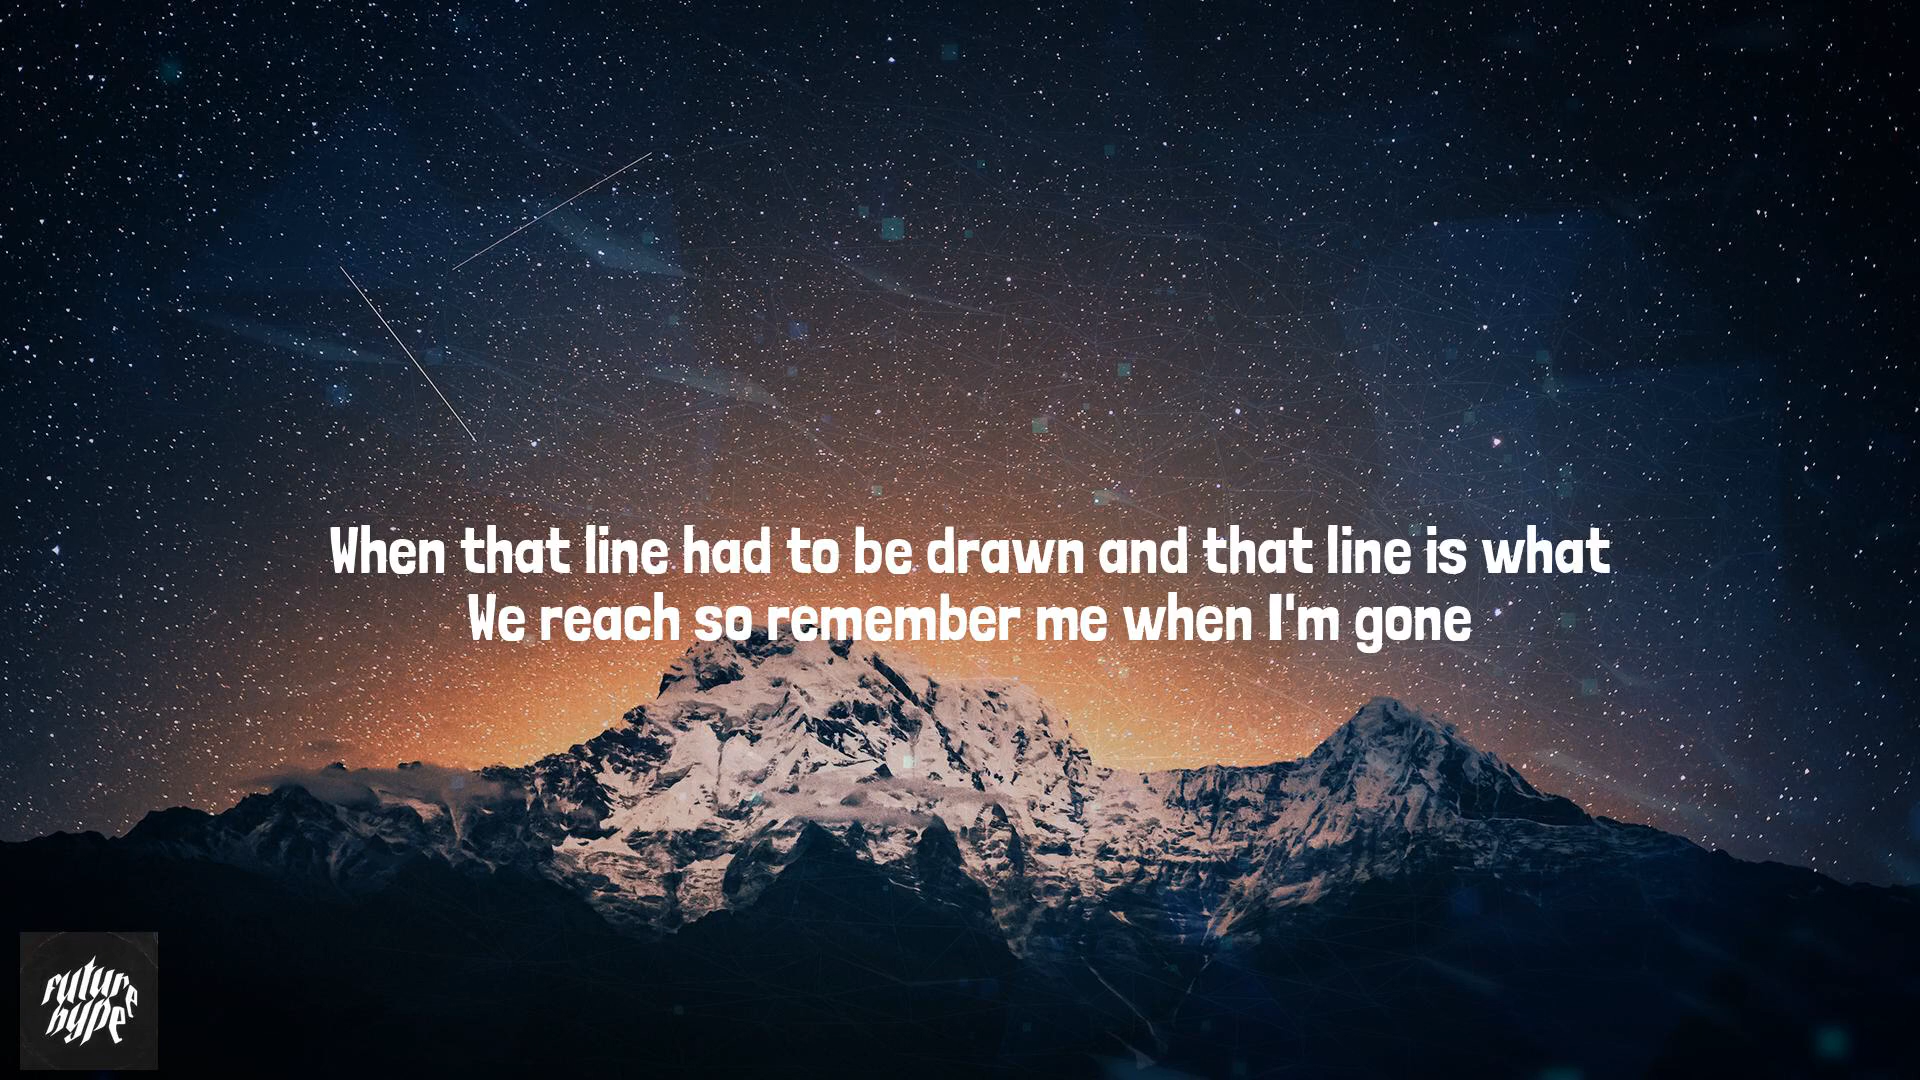 When that line had to be drawn and that line is what
We reach so remember me when I'm gone
future
hype